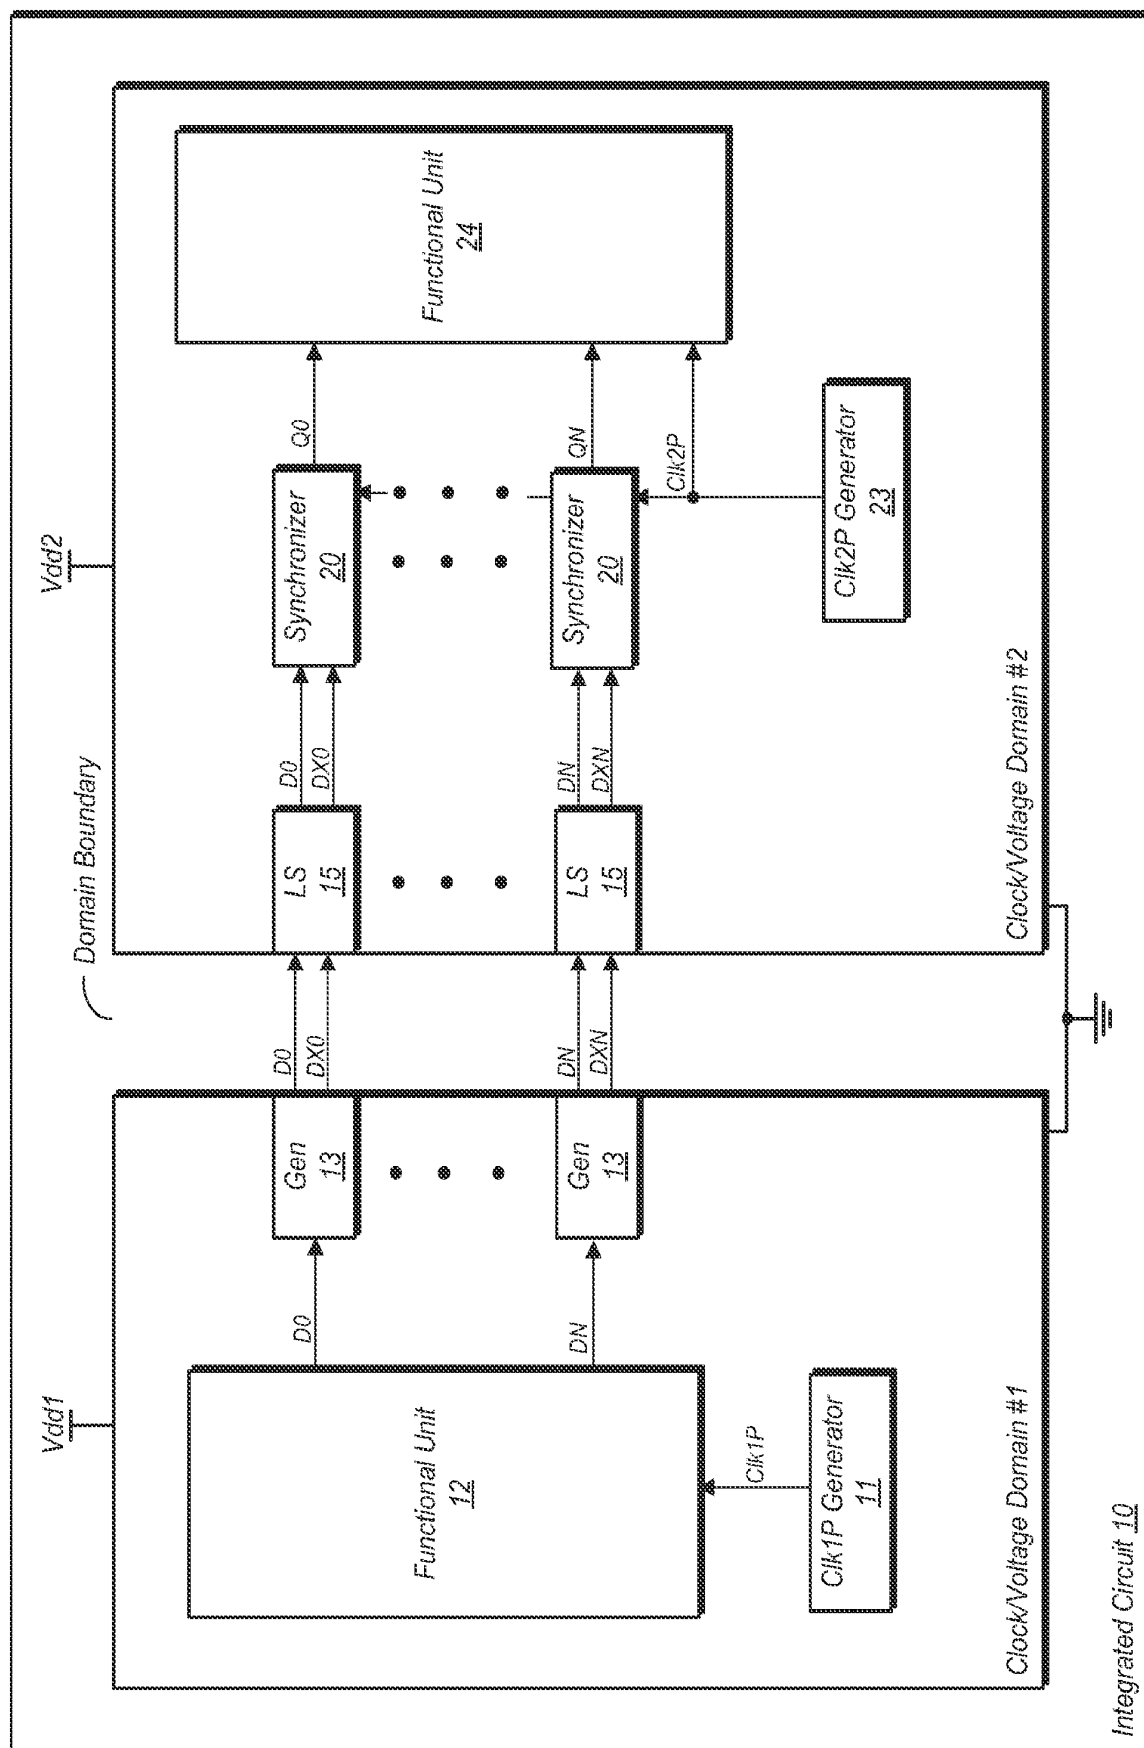 Vdd1
Vdd2
Domain Boundary
Functional Unit
12
D0
DN
Clk1P
Clk1P Generator
11
Gen
13
Gen
13
D0
DX0
DN
DXN
LS
15
LS
15
D0
DX0
DN
DXN
Synchronizer
20
Synchronizer
20
Q0
QN
Clk2P
Functional Unit
24
Clk2P Generator
23
Clock/Voltage Domain #1
Clock/Voltage Domain #2
Integrated Circuit 10